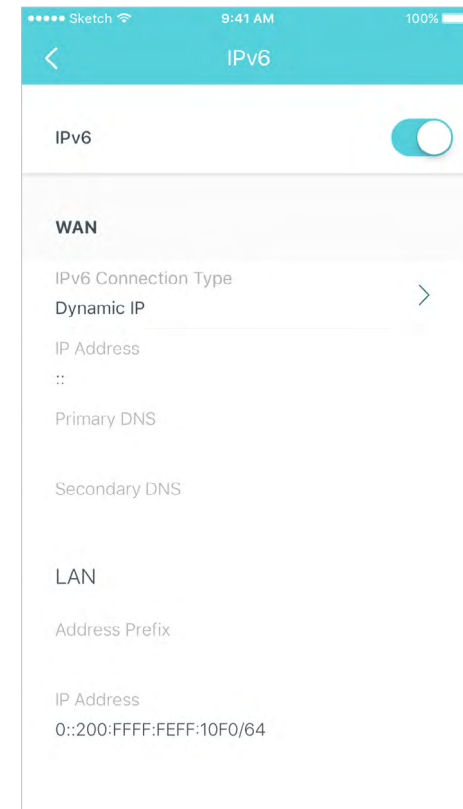 Sketch 9:41 AM 100%
IPv6
IPv6
WAN
IPv6 Connection Type
Dynamic IP
IP Address
::
Primary DNS
Secondary DNS
LAN
Address Prefix
IP Address
0::200:FFFF:FEFF:10F0/64